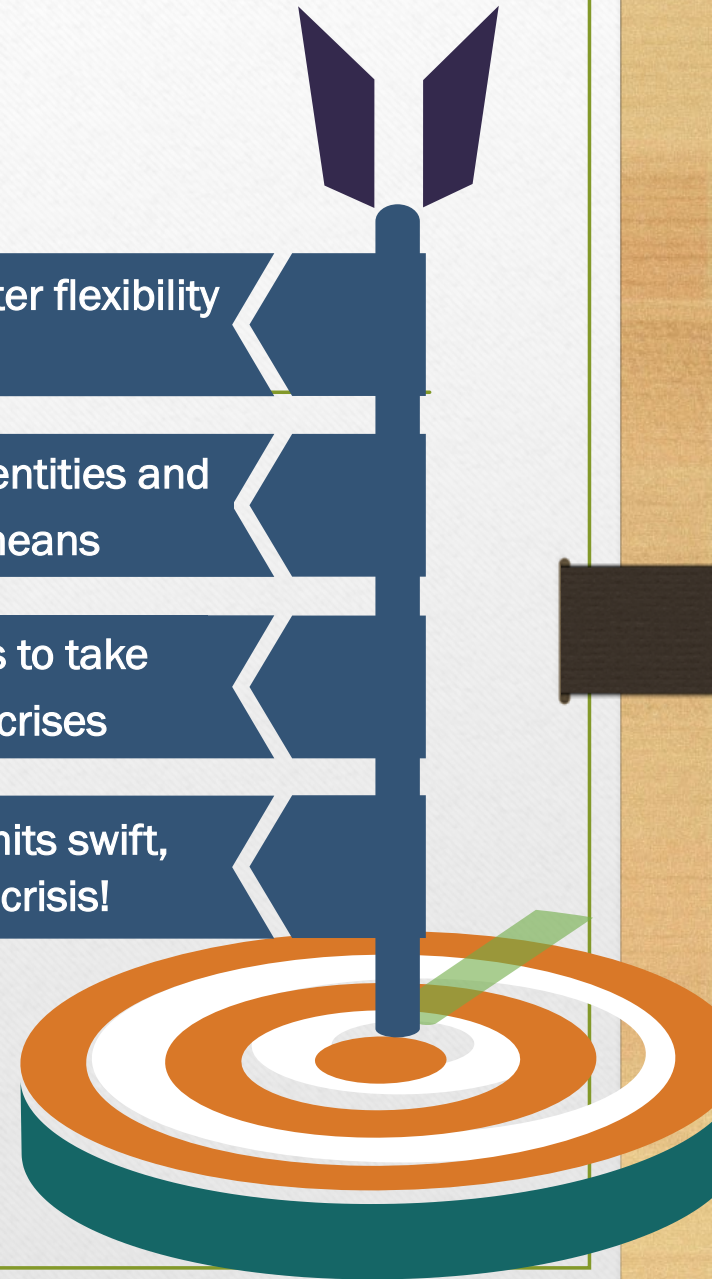 ter flexibility
entities and
neans
s to take
crises
nits swift,
crisis!